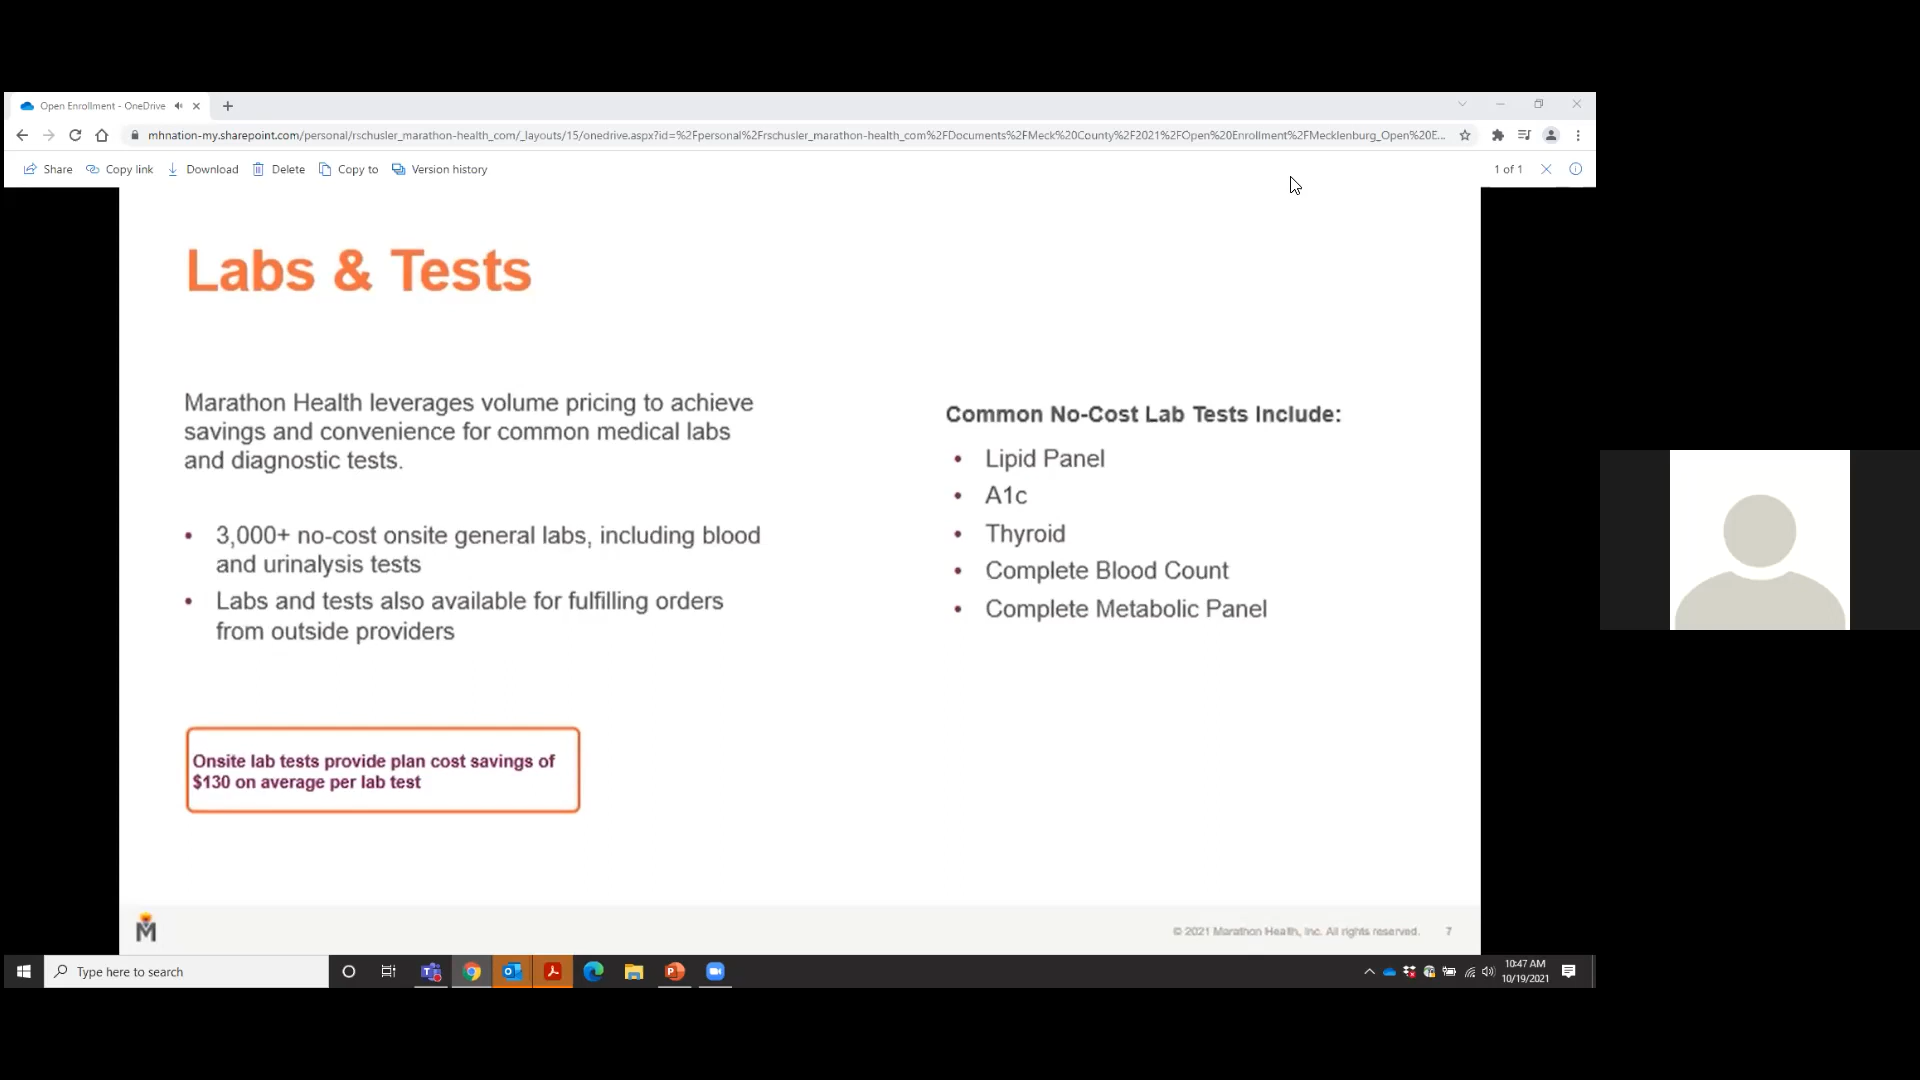 Open Enrollment - OneDrive
mhnation-my.sharepoint.com/personal/rschusler_marathon-health_com/_layouts/15/onedrive.aspx?id=%2Fpersonal%2Frschusler_marathon-health_com%2FDocuments%2FMeck%20County%2F2021%2FOpen%20Enrollment%2FMecklenburg_Open%20E...
Share Copy link Download Delete Copy to Version history 1 of 1
Labs & Tests
Marathon Health leverages volume pricing to achieve
savings and convenience for common medical labs
and diagnostic tests.
• 3,000+ no-cost onsite general labs, including blood
and urinalysis tests
• Labs and tests also available for fulfilling orders
from outside providers
Onsite lab tests provide plan cost savings of
$130 on average per lab test
Common No-Cost Lab Tests Include:
• Lipid Panel
• A1c
• Thyroid
• Complete Blood Count
• Complete Metabolic Panel
M
© 2021 Marathon Health, Inc. All rights reserved. 7
Type here to search
10:47 AM
10/19/2021